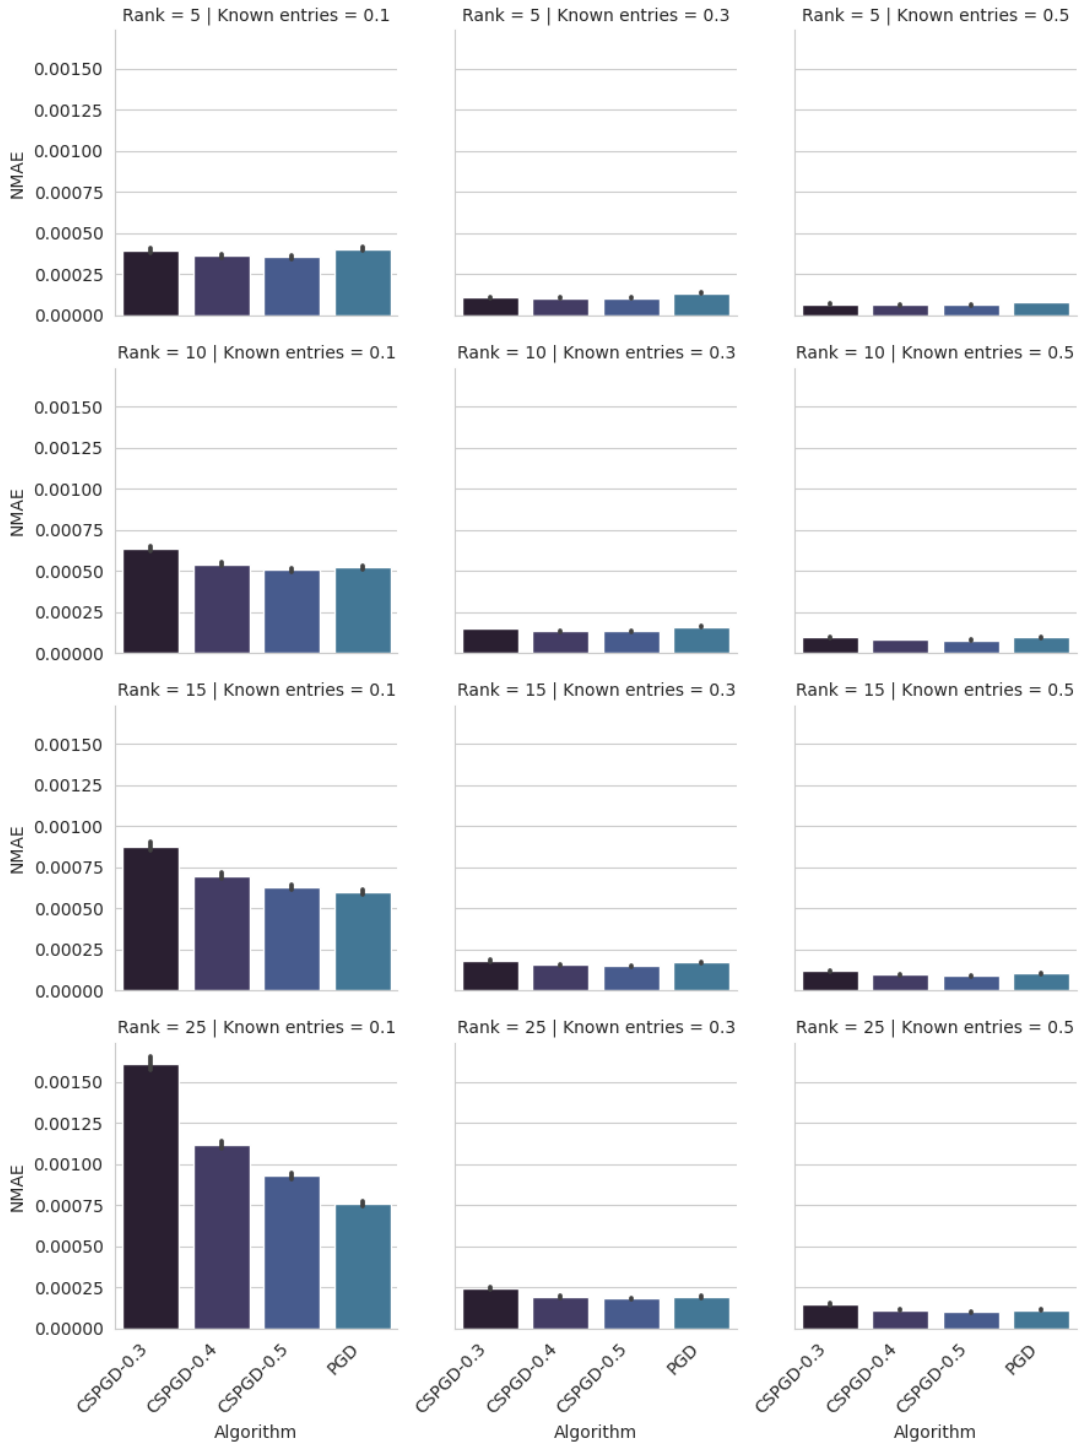 Rank = 5 | Known entries = 0.1
Rank = 5 | Known entries = 0.3
Rank = 5 | Known entries = 0.5
0.00150
0.00125
0.00100
0.00075
0.00050
0.00025
0.00000
NMAE
Rank = 10 | Known entries = 0.1
Rank = 10 | Known entries = 0.3
Rank = 10 | Known entries = 0.5
0.00150
0.00125
0.00100
0.00075
0.00050
0.00025
0.00000
NMAE
Rank = 15 | Known entries = 0.1
Rank = 15 | Known entries = 0.3
Rank = 15 | Known entries = 0.5
0.00150
0.00125
0.00100
0.00075
0.00050
0.00025
0.00000
NMAE
Rank = 25 | Known entries = 0.1
Rank = 25 | Known entries = 0.3
Rank = 25 | Known entries = 0.5
0.00150
0.00125
0.00100
0.00075
0.00050
0.00025
0.00000
NMAE
CSPGD-0.3
CSPGD-0.4
CSPGD-0.5
PGD
Algorithm
CSPGD-0.3
CSPGD-0.4
CSPGD-0.5
PGD
Algorithm
CSPGD-0.3
CSPGD-0.4
CSPGD-0.5
PGD
Algorithm